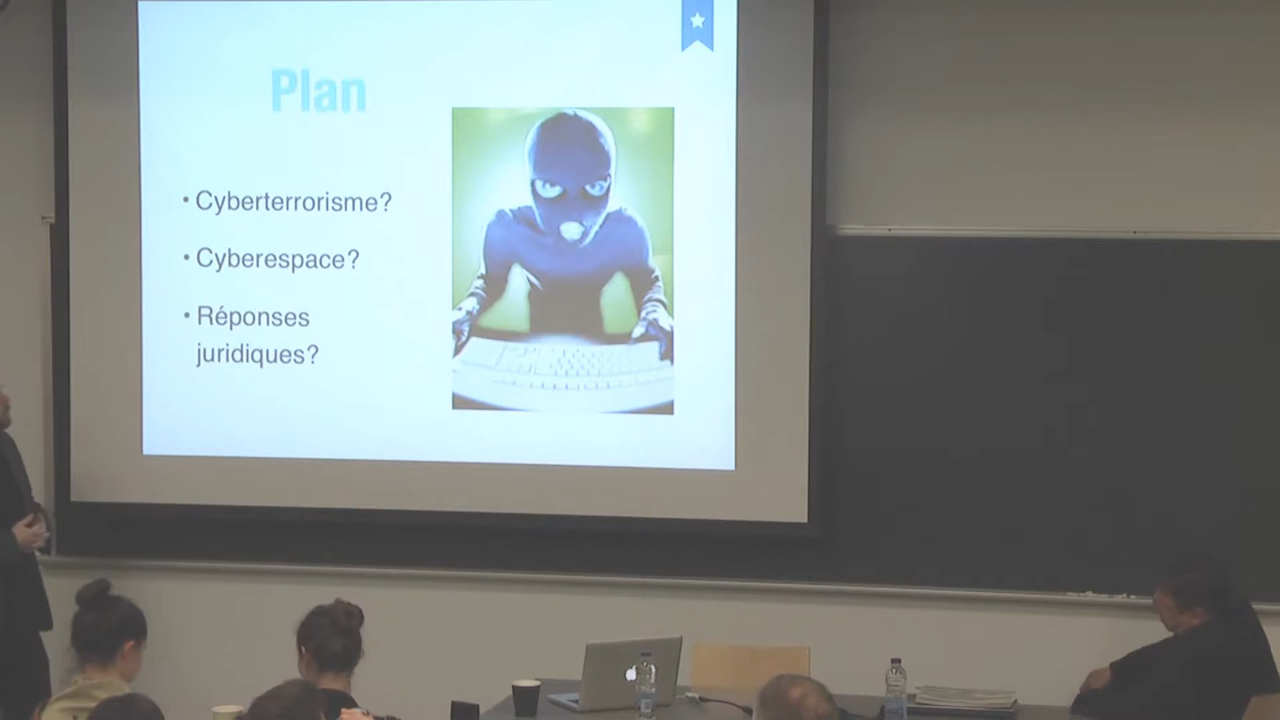 Plan
• Cyberterrorisme?
• Cyberespace?
• Réponses
juridiques?